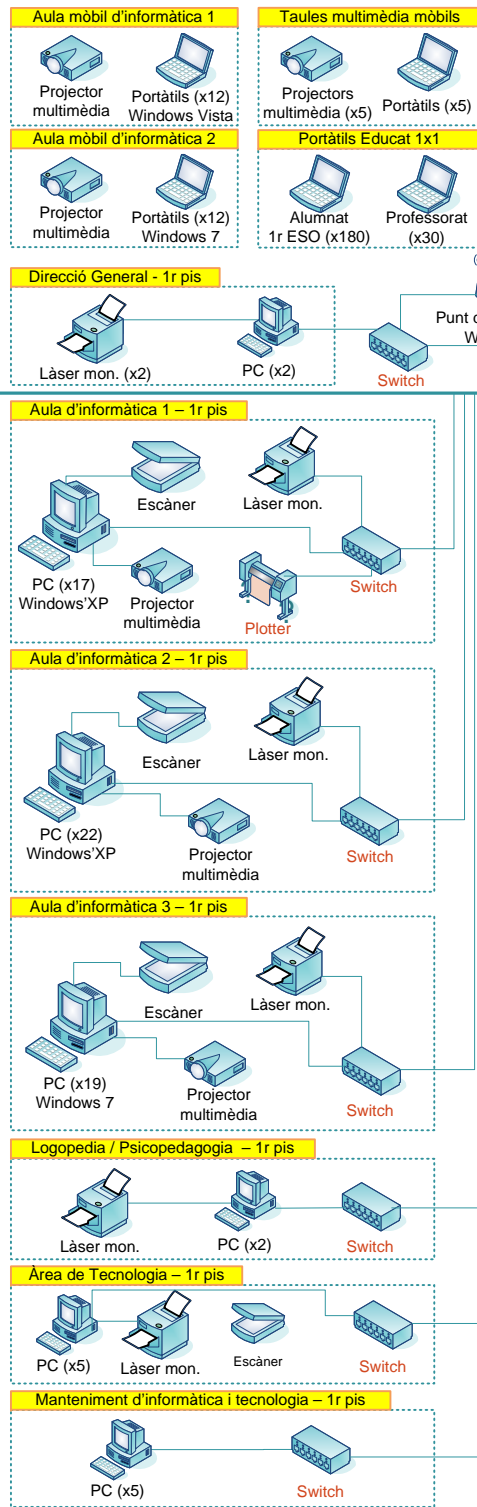 Aula mòbil d'informàtica 1
Projector
multimèdia
Portàtils (x12)
Windows Vista
Taules multimèdia mòbils
Projectors
multimèdia (x5)
Portàtils (x5)
Aula mòbil d'informàtica 2
Projector
multimèdia
Portàtils (x12)
Windows 7
Portàtils Educat 1x1
Alumnat
1r ESO (x180)
Professorat
(x30)
Direcció General - 1r pis
Làser mon. (x2)
PC (x2)
Switch
Punt
W
Aula d'informàtica 1 – 1r pis
Escàner
Làser mon.
PC (x17)
Windows'XP
Projector
multimèdia
Plotter
Switch
Aula d'informàtica 2 – 1r pis
Escàner
Làser mon.
PC (x22)
Windows'XP
Projector
multimèdia
Switch
Aula d'informàtica 3 – 1r pis
Escàner
Làser mon.
PC (x19)
Windows 7
Projector
multimèdia
Switch
Logopedia / Psicopedagogia – 1r pis
Làser mon.
PC (x2)
Switch
Àrea de Tecnologia – 1r pis
PC (x5)
Làser mon.
Escàner
Switch
Manteniment d'informàtica i tecnologia – 1r pis
PC (x5)
Switch